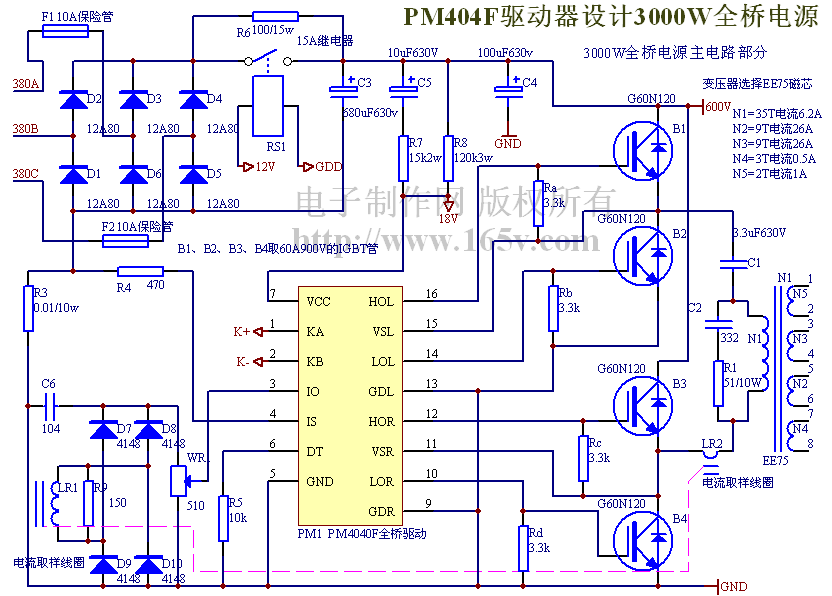 PM404F驱动器设计3000W全桥电源
3000W全桥电源主电路部分
F1 10A保险管
R6
100/15w
15A继电器
10uF630V
100uF630v
变压器选择EE75磁芯
380A
D2
D3
D4
C3
C5
C4
G60N120
600V
N1=35T电流6.2A
N2=9T电流26A
N3=9T电流26A
N4=3T电流0.5A
N5=2T电流1A
680uF630v
380B
12A80
12A80
12A80
RS1
R7
15k2w
R8
120k3w
GND
B1
380C
D1
D6
D5
12V
GDD
电子制作网 版权所有
Ra
3.3k
12A80
12A80
12A80
18V
G60N120
F2 10A保险管
http://www.165v.com
B2
3.3uF630V
B1、B2、B3、B4取60A900V的IGBT管
C1
R3
0.01/10w
R4
470
7
VCC
HOL
16
Rb
3.3k
N1
1
N5
2
C2
332
K+
1
KA
VSL
15
N1
3
N3
4
K-
2
KB
LOL
14
G60N120
R1
51/10W
5
N2
6
3
IO
GDL
13
B3
C6
104
4
IS
HOR
12
7
N4
8
D7
4148
D8
4148
6
DT
VSR
11
Rc
3.3k
LR2
EE75
WR
510
5
GND
LOR
10
电流取样线圈
LR1
R9
150
R5
10k
GDR
9
G60N120
PM1 PM4040F全桥驱动
Rd
3.3k
B4
电流取样线圈
D9
4148
D10
4148
GND